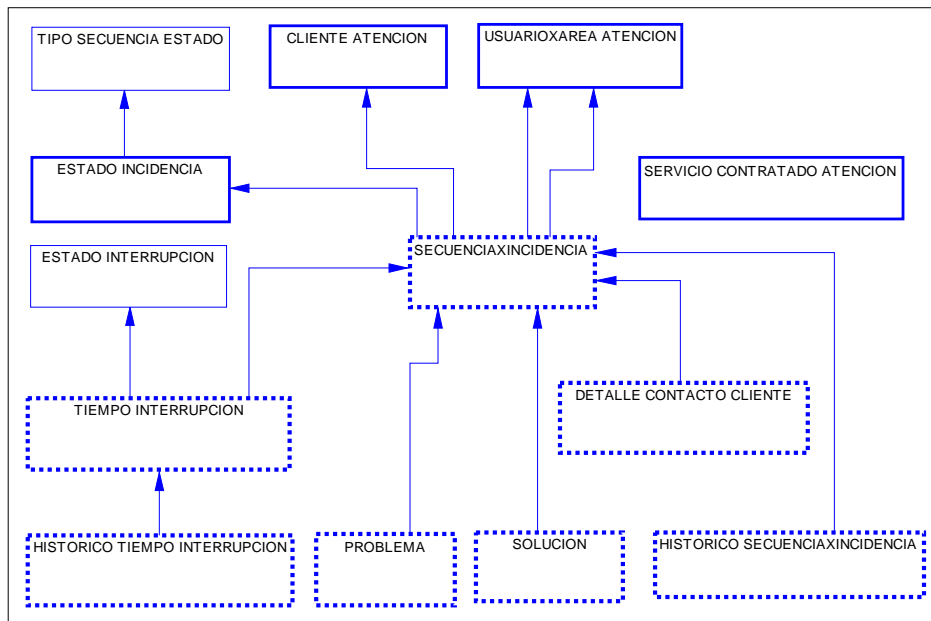 TIPO SECUENCIA ESTADO
CLIENTE ATENCION
USUARIOXAREA ATENCION
ESTADO INCIDENCIA
SERVICIO CONTRATADO ATENCION
SECUENCIAXINCIDENCIA
ESTADO INTERRUPCION
TIEMPO INTERRUPCION
DETALLE CONTACTO CLIENTE
HISTORICO TIEMPO INTERRUPCION
PROBLEMA
SOLUCION
HISTORICO SECUENCIAXINCIDENCIA